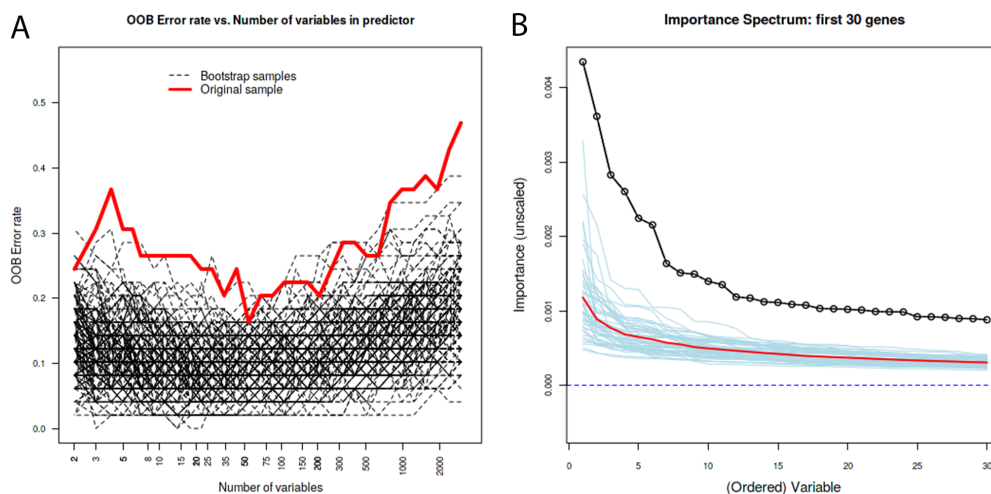 A
OOB Error rate vs. Number of variables in predictor
Bootstrap samples
Original sample
OOB Error rate
0.5
0.4
0.3
0.2
0.1
0.0
2 3 5 8 10 15 20 25 35 50 75 100 150 200 300 500 1000 2000
Number of variables
B
Importance Spectrum: first 30 genes
Importance (unscaled)
0.004
0.003
0.002
0.001
0.000
0 5 10 15 20 25 30
(Ordered) Variable